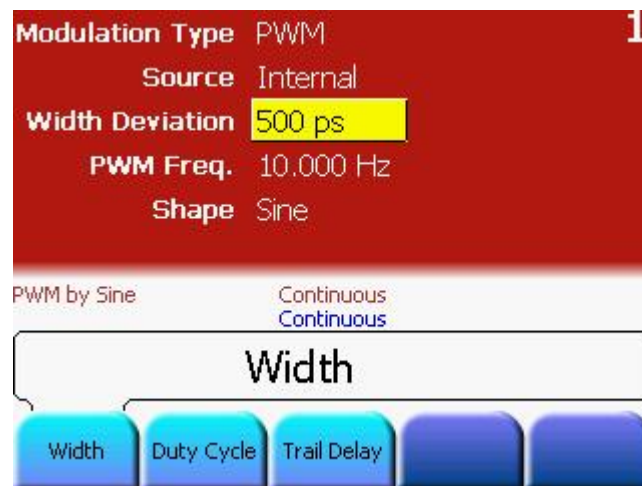 Modulation Type PWM 1
Source Internal
Width Deviation 500 ps
PWM Freq. 10.000 Hz
Shape Sine
PWM by Sine Continuous
Continuous
Width
Width Duty Cycle Trail Delay